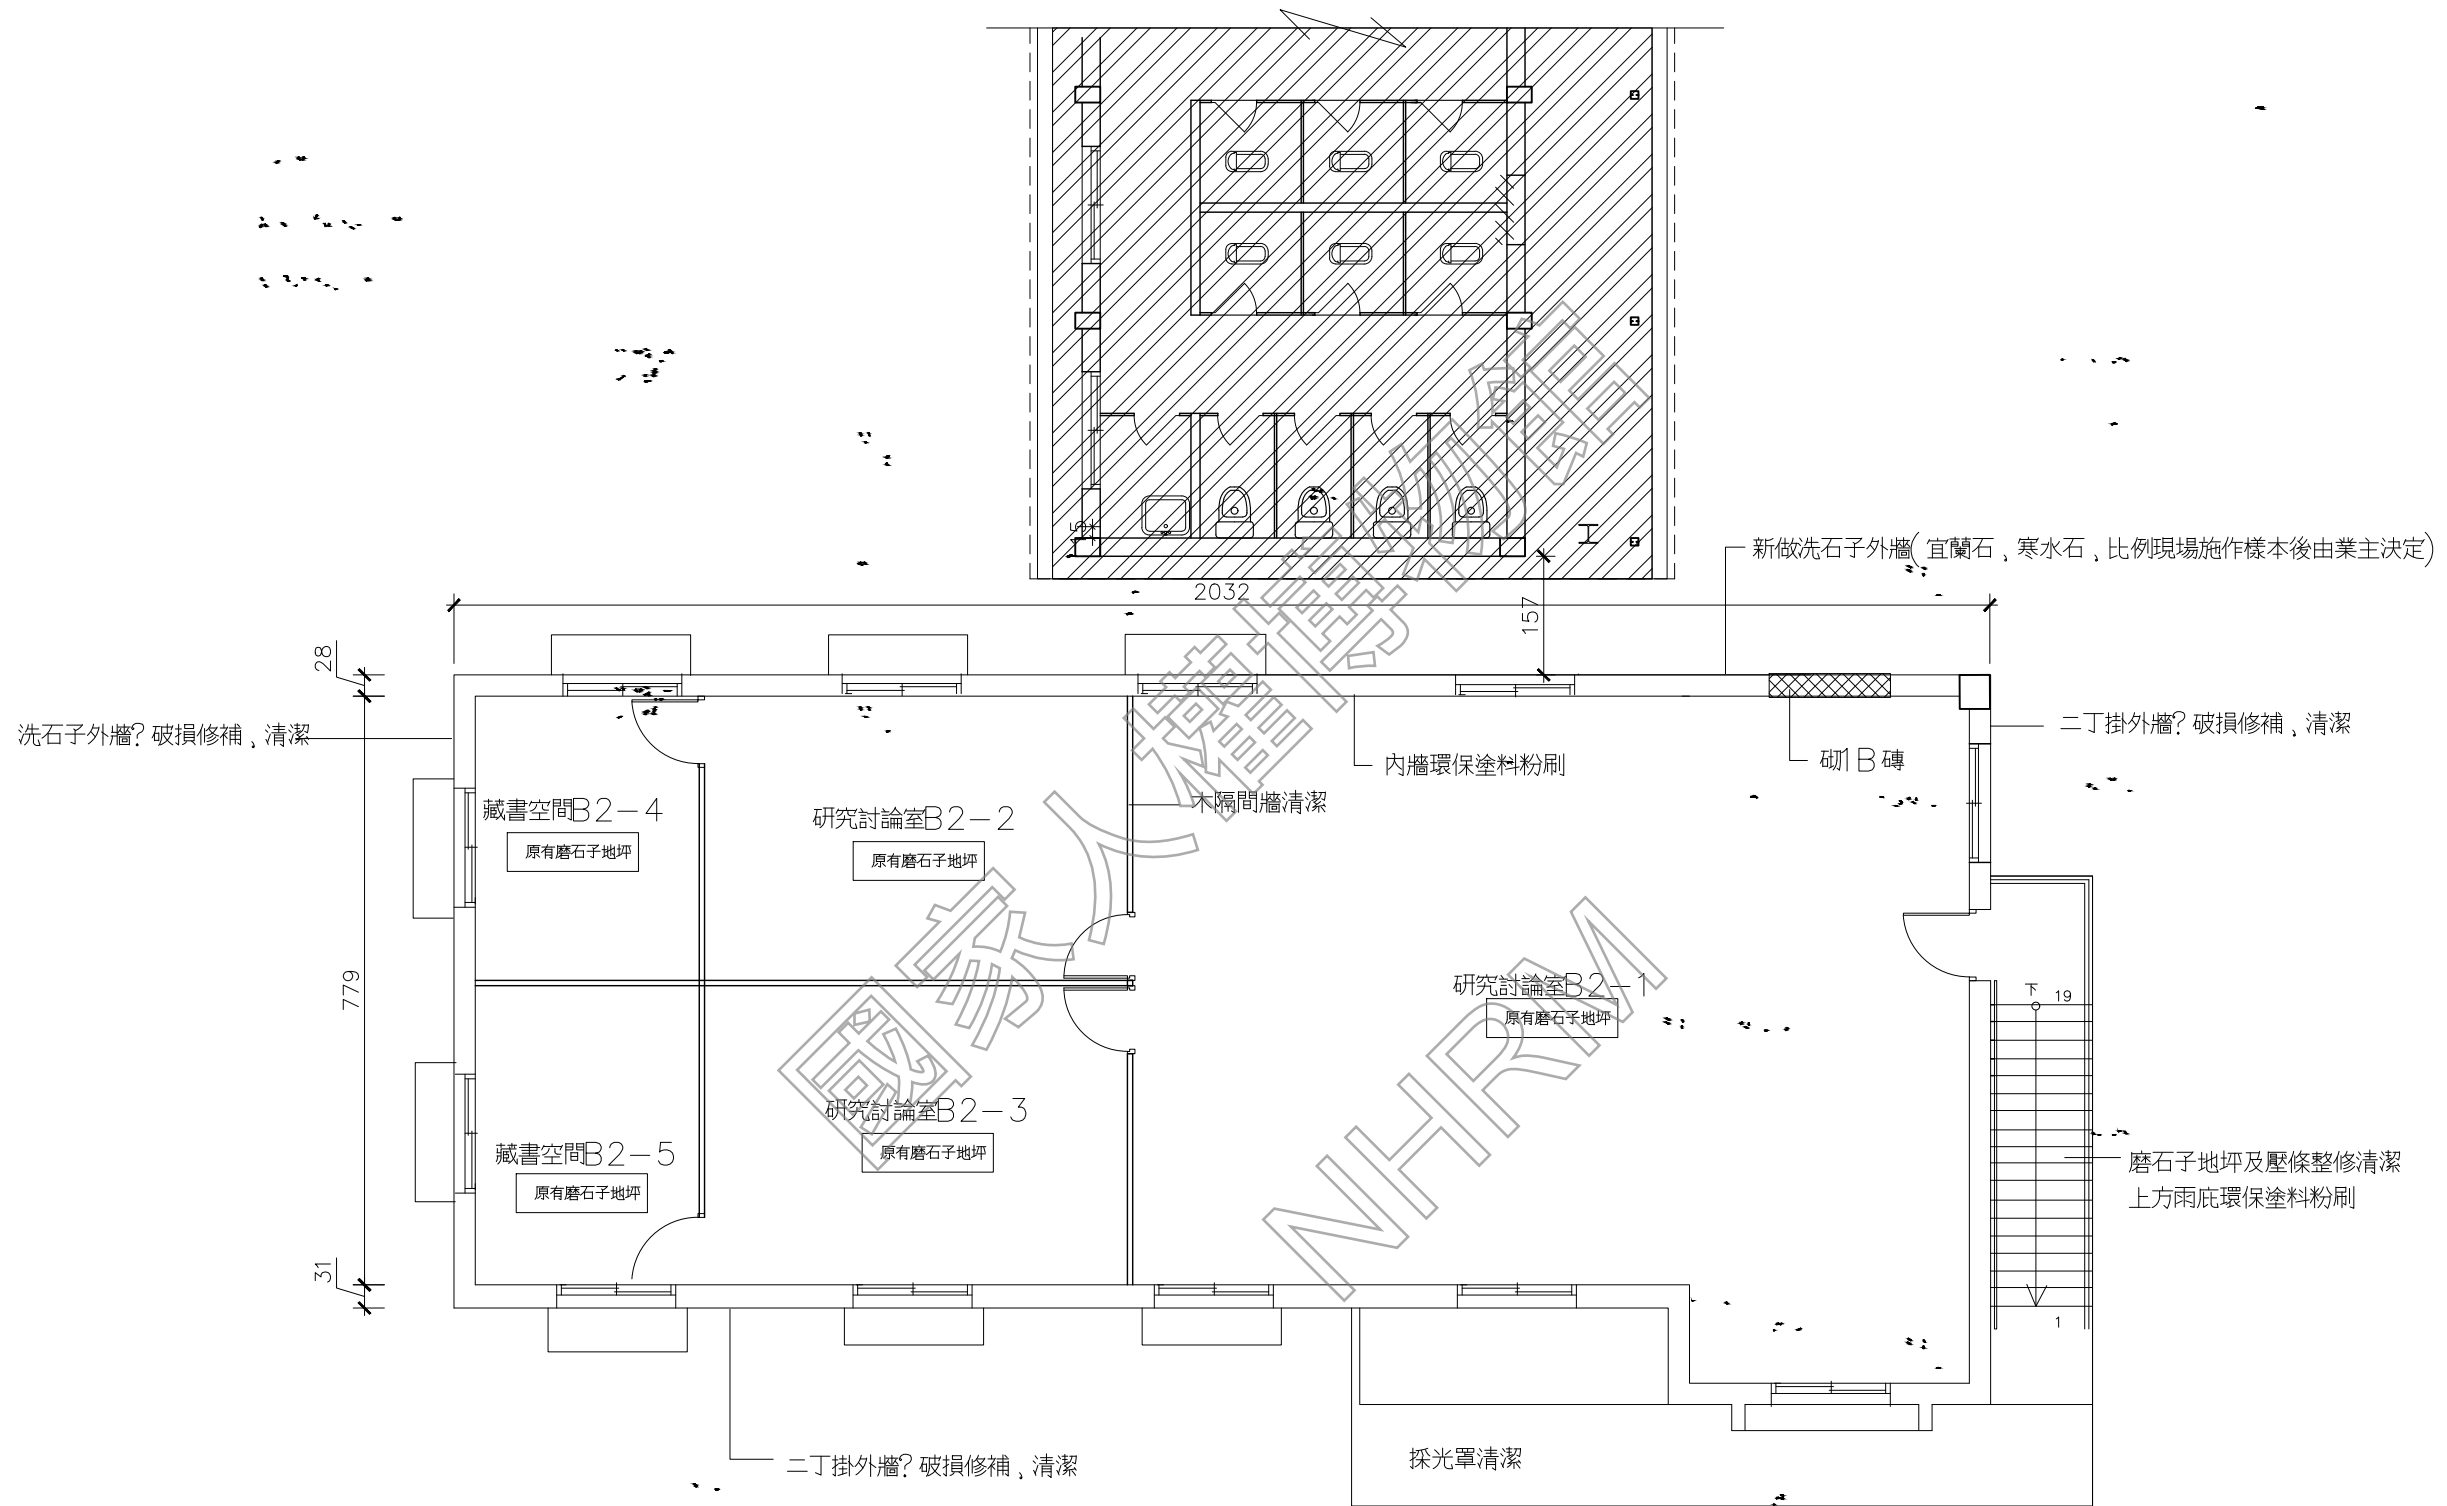 15
2032
157
新做洗石子外牆(宜蘭石、寒水石、比例現場施作樣本後由業主決定)
28
洗石子外牆?破損修補、清潔
二丁掛外牆?破損修補、清潔
內牆環保塗料粉刷
砌1B磚
木隔間牆清潔
藏書空間B2-4
原有磨石子地坪
研究討論室B2-2
原有磨石子地坪
779
研究討論室B2-1
原有磨石子地坪
下
19
研究討論室B2-3
原有磨石子地坪
藏書空間B2-5
原有磨石子地坪
磨石子地坪及壓條整修清潔
上方雨庇環保塗料粉刷
31
1
二丁掛外牆?破損修補、清潔
採光罩清潔
國家人權博物館
NHRM